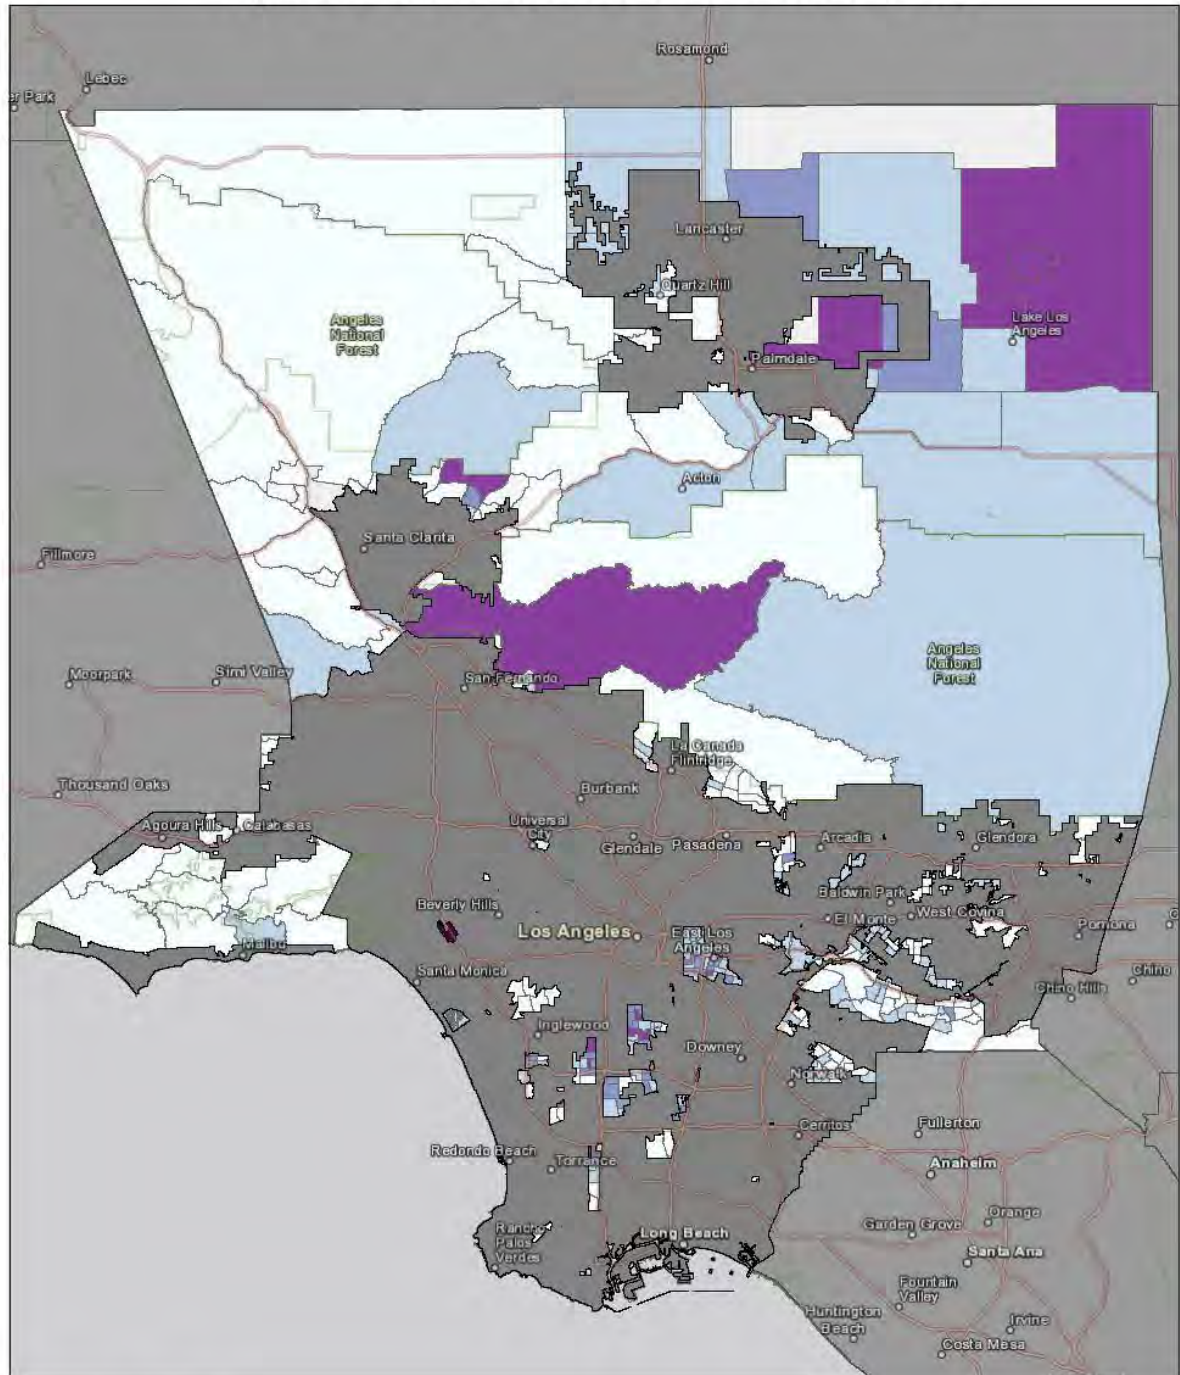 Rosamond
Lebec
er Park
Lancaster
Quartz Hill
Angeles
National
Forest
Lake Los
Angeles
Palmdale
Acton
Santa Clarita
Fillmore
Angeles
National
Forest
Moorpark
Simi Valley
San Fernando
La Canada
Flintridge
Thousand Oaks
Burbank
Agoura Hills
Calabasas
Universal
City
Glendale
Pasadena
Arcadia
Glendora
Baldwin Park
Beverly Hills
El Monte
West Covina
Los Angeles
East Los
Angeles
Pomona
Malibu
Santa Monica
Chino
Chino Hills
Inglewood
Downey
Norwalk
Cerritos
Fullerton
Redondo Beach
Torrance
Anaheim
Rancho
Palos
Verdes
Long Beach
Garden Grove
Orange
Santa Ana
Fountain
Valley
Huntington
Beach
Irvine
Costa Mesa